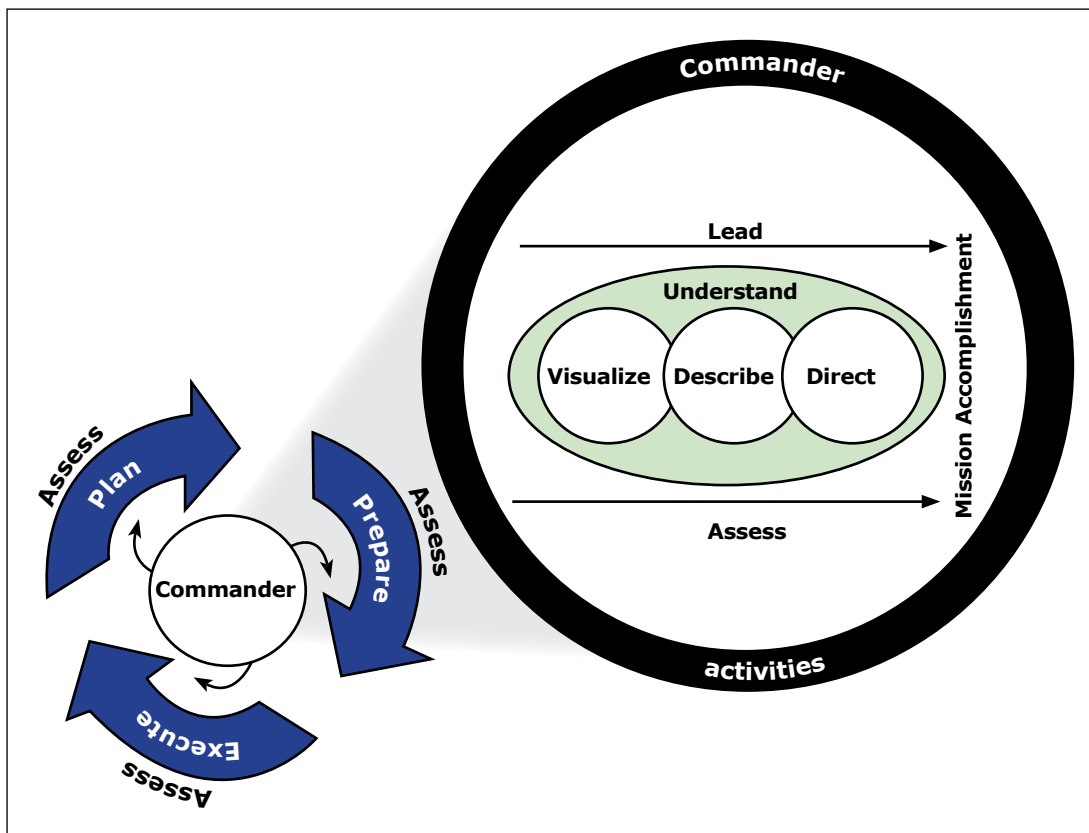 Commander
Lead
Understand
Visualize
Describe
Direct
Mission Accomplishment
Assess
activities
Assess
Plan
Assess
Prepare
Commander
Execute
Assess